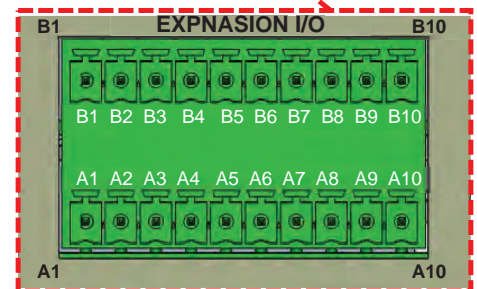 B1 EXPNASION I/O B10
B1 B2 B3 B4 B5 B6 B7 B8 B9 B10
A1 A2 A3 A4 A5 A6 A7 A8 A9 A10
A1 A10